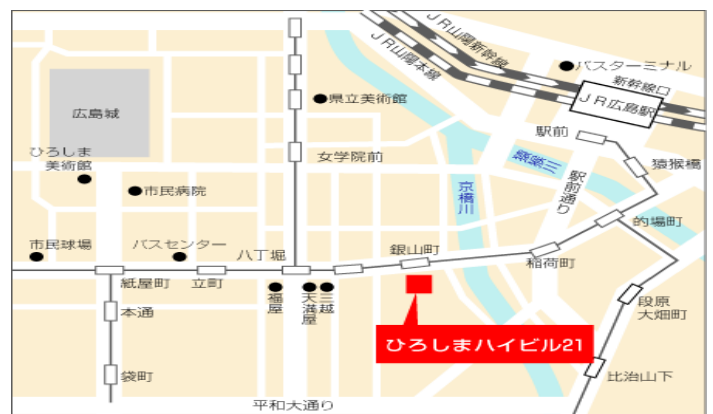 JR山陽新幹線
JR山陽本線
バスターミナル
新幹線口
JR広島駅
広島城
県立美術館
駅前
ひろしま
美術館
女学院前
猿猴川
猿猴橋
市民病院
京橋川
駅前通り
的場町
市民球場
バスセンター
八丁堀
銀山町
稲荷町
紙屋町
立町
福屋
天満屋
三越
本通
段原
大畑町
ひろしまハイビル21
袋町
比治山下
平和大通り